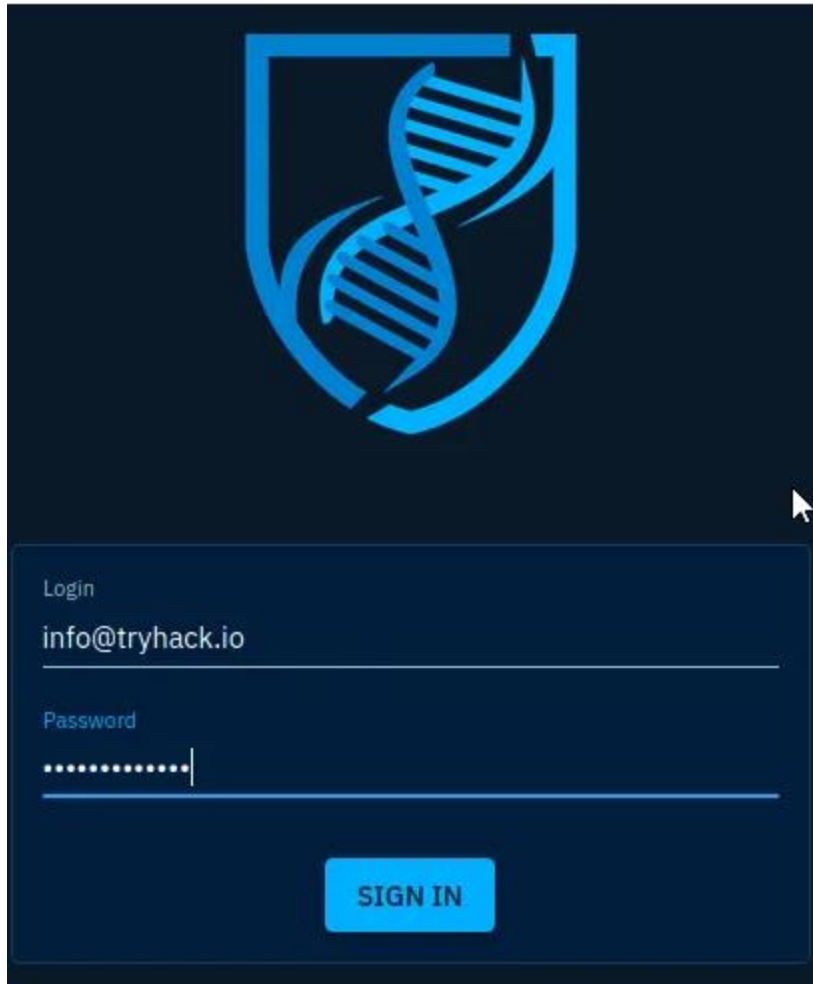 Login
info@tryhack.io
Password
•••••••••••••
SIGN IN